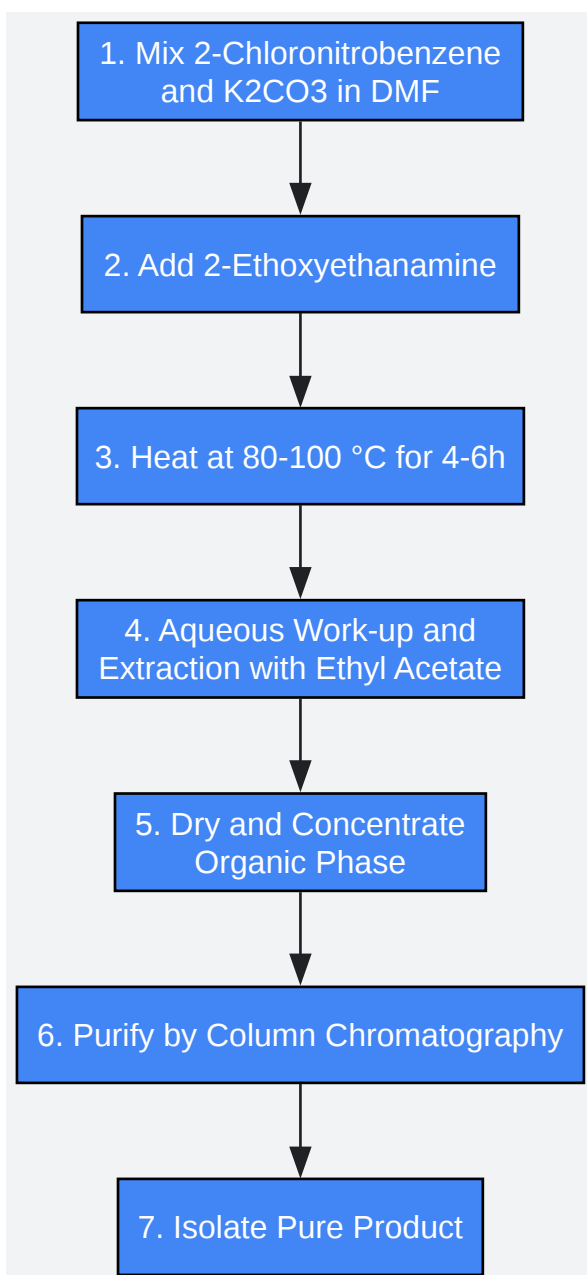 1. Mix 2-Chloronitrobenzene
and K2CO3 in DMF
2. Add 2-Ethoxyethanamine
3. Heat at 80-100 °C for 4-6h
4. Aqueous Work-up and
Extraction with Ethyl Acetate
5. Dry and Concentrate
Organic Phase
6. Purify by Column Chromatography
7. Isolate Pure Product